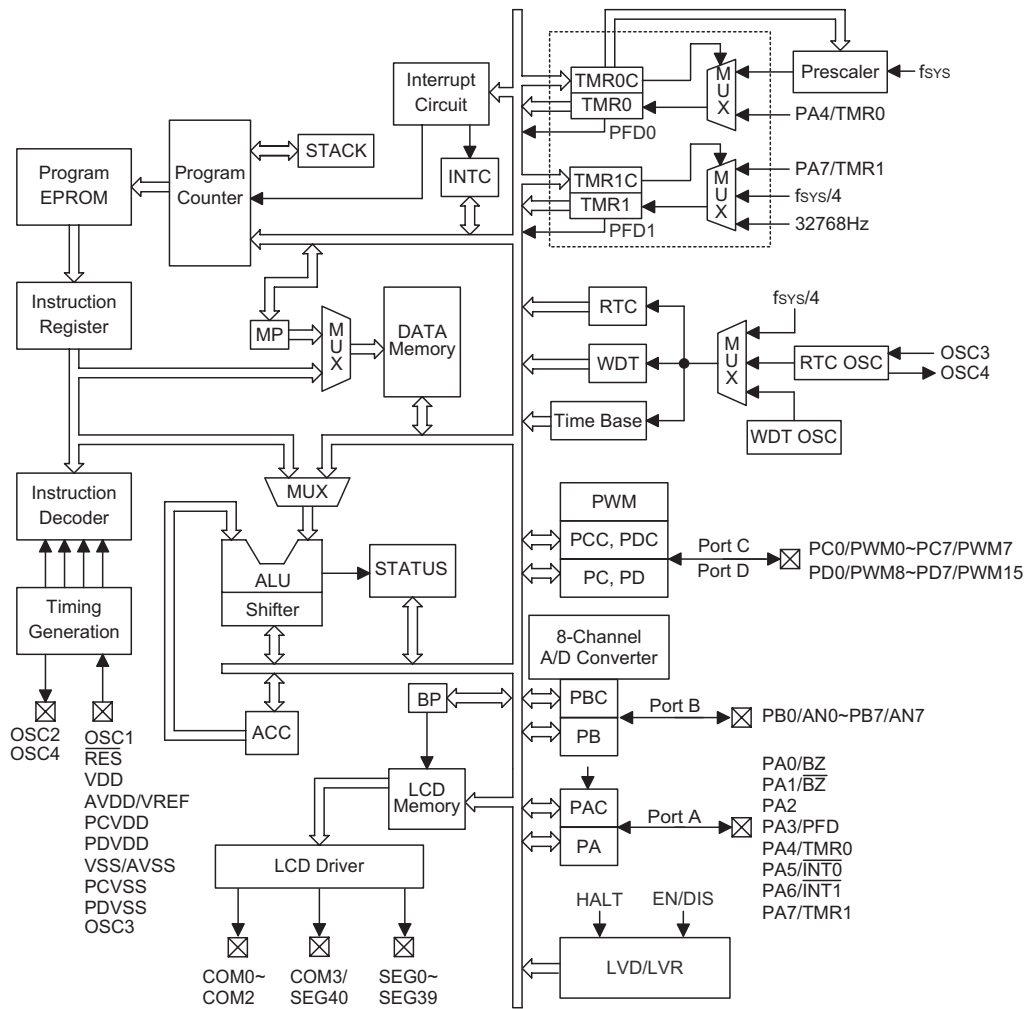 Interrupt
Circuit
STACK
INTC
Program
EPROM
Program
Counter
Instruction
Register
MP
MUX
DATA
Memory
MUX
Instruction
Decoder
ALU
Shifter
STATUS
Timing
Generation
OSC2
OSC4
OSC1
R̅E̅S̅
VDD
AVDD/VREF
PCVDD
PDVDD
VSS/AVSS
PCVSS
PDVSS
OSC3
ACC
BP
LCD
Memory
LCD Driver
COM0~
COM2
COM3/
SEG40
SEG0~
SEG39
TMR0C
TMR0
PFD0
MUX
Prescaler
fSYS
PA4/TMR0
TMR1C
TMR1
PFD1
MUX
PA7/TMR1
fSYS/4
32768Hz
RTC
WDT
Time Base
MUX
fSYS/4
RTC OSC
OSC3
OSC4
WDT OSC
PWM
PCC, PDC
PC, PD
Port C
Port D
PC0/PWM0~PC7/PWM7
PD0/PWM8~PD7/PWM15
8-Channel
A/D Converter
PBC
PB
Port B
PB0/AN0~PB7/AN7
PAC
PA
Port A
PA0/BZ
PA1/B̅Z̅
PA2
PA3/PFD
PA4/TMR0
PA5/I̅N̅T̅0̅
PA6/I̅N̅T̅1̅
PA7/TMR1
HALT
EN/DIS
LVD/LVR